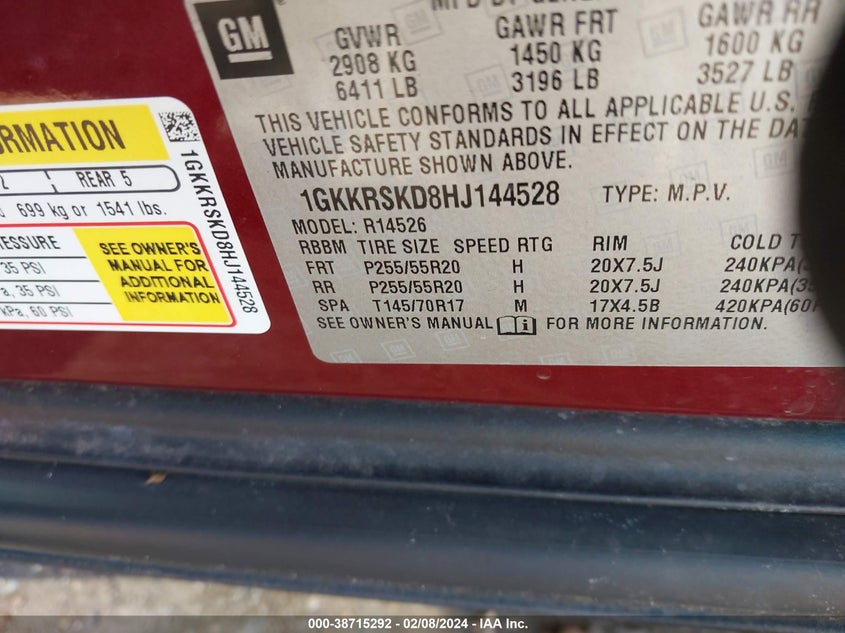 GM
GVWR GAWR FRT GAWR RR
2908 KG 1450 KG 1600 KG
6411 LB 3196 LB 3527 LB
THIS VEHICLE CONFORMS TO ALL APPLICABLE U.S.
VEHICLE SAFETY STANDARDS IN EFFECT ON THE
MANUFACTURE SHOWN ABOVE.
1GKKRSKD8HJ144528 TYPE: M.P.V.
MODEL: R14526
RBBM TIRE SIZE SPEED RTG RIM COLD
FRT P255/55R20 H 20X7.5J 240KPA
RR P255/55R20 H 20X7.5J 240KPA
SPA T145/70R17 M 17X4.5B 420KPA
SEE OWNER'S MANUAL FOR MORE INFORMATION.
REAR 5
699 kg or 1541 lbs.
35 PSI
35 PSI
kPa, 60 PSI
SEE OWNER'S
MANUAL FOR
ADDITIONAL
INFORMATION
1GKKRSKD8HJ144528
000-38715292 - 02/08/2024 - IAA Inc.